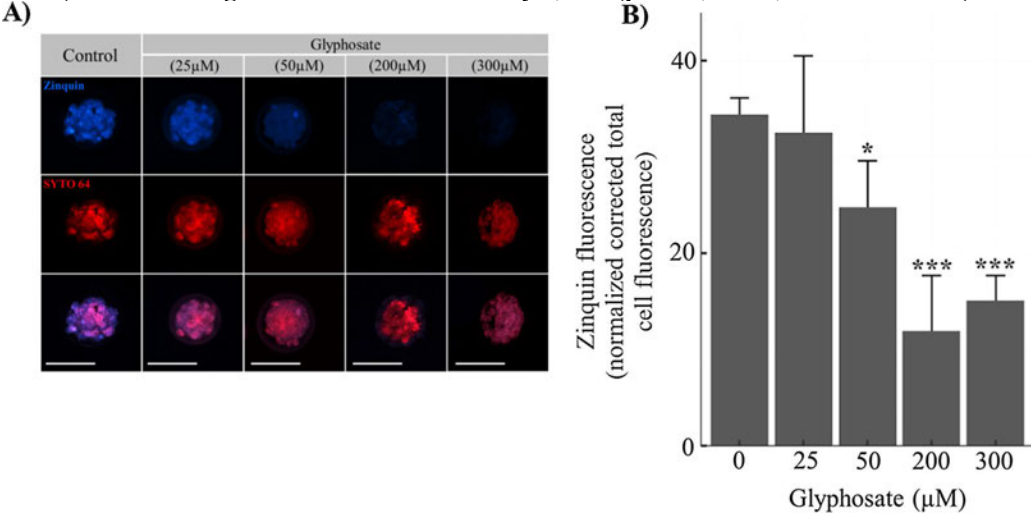 A)
Control
Glyphosate
(25μM) (50μM) (200μM) (300μM)
Zinquin
SYTO 64
B)
Zinquin fluorescence
(normalized corrected total
cell fluorescence)
40
20
0
*
***
***
0 25 50 200 300
Glyphosate (μM)